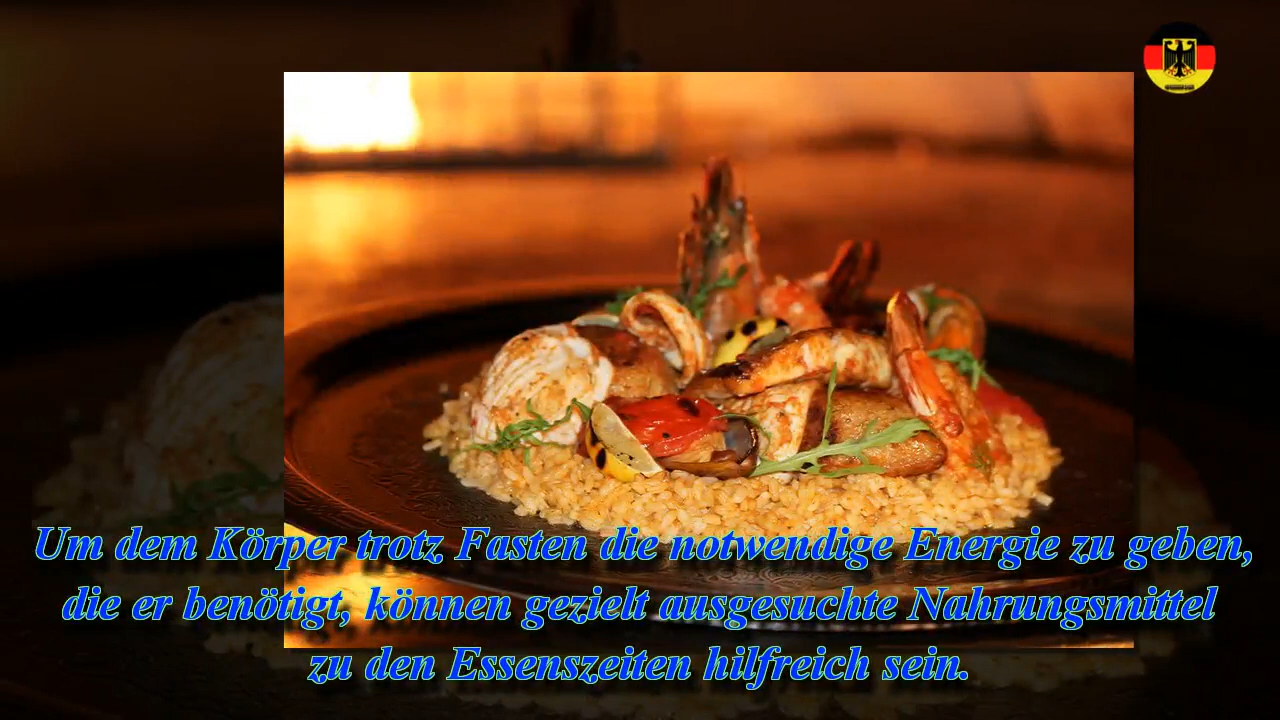 Um dem Körper trotz Fasten die notwendige Energie zu geben,
die er benötigt, können gezielt ausgesuchte Nahrungsmittel
zu den Essenszeiten hilfreich sein.